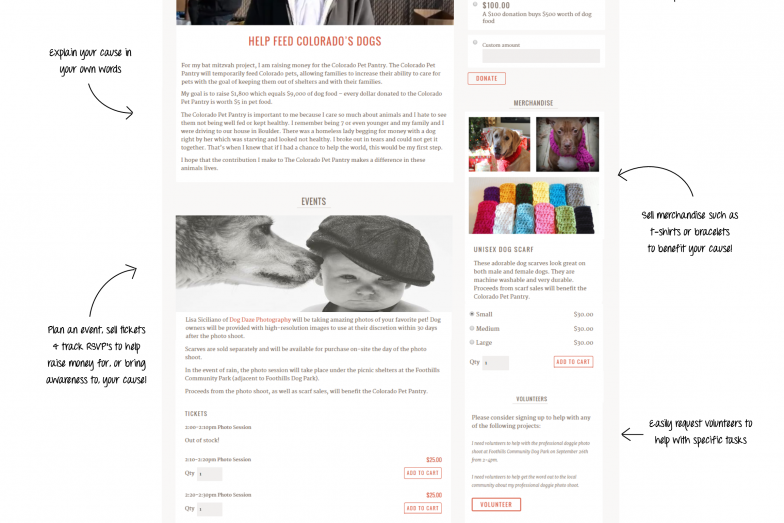 Explain your cause in
your own words
HELP FEED COLORADO'S DOGS
For my bat mitzvah project, I am raising money for the Colorado Pet Pantry. The Colorado Pet
Pantry will temporarily feed Colorado pets, allowing families to increase their ability to care for
pets with the goal of keeping them out of shelters and with their families.
My goal is to raise $1,800 which equals $9,000 of dog food – every dollar donated to the Colorado
Pet Pantry is worth $5 in pet food.
The Colorado Pet Pantry is important to me because I care so much about animals and I hate to see
them not being well fed or kept healthy. I remember being 7 or even younger and my family and I
were driving to our house in Boulder. There was a homeless lady begging for money with a dog
right by her which was starving and looked not healthy. I broke out in tears and could not get it
together. That's when I knew that if I had a chance to help the world, this would be my first step.
I hope that the contribution I make to The Colorado Pet Pantry makes a difference in these
animals lives.
EVENTS
Plan an event, sell tickets
& track RSVP's to help
raise money for, or bring
awareness to, your cause!
Lisa Siciliano of Dog Daze Photography will be taking amazing photos of your favorite pet! Dog
owners will be provided with high-resolution images to use at their discretion within 30 days
after the photo shoot.
Scarves are sold separately and will be available for purchase on-site the day of the photo
shoot.
In the event of rain, the photo session will take place under the picnic shelters at the Foothills
Community Park (adjacent to Foothills Dog Park).
Proceeds from the photo shoot, as well as scarf sales, will benefit the Colorado Pet Pantry.
TICKETS
2:00-2:10pm Photo Session
Out of stock!
2:10-2:20pm Photo Session $25.00
Qty 1 ADD TO CART
2:20-2:30pm Photo Session $25.00
Qty 1 ADD TO CART
$100.00
A $100 donation buys $500 worth of dog
food
Custom amount
DONATE
MERCHANDISE
Sell merchandise such as
t-shirts or bracelets
to benefit your cause!
UNISEX DOG SCARF
These adorable dog scarves look great on
both male and female dogs. They are
machine washable and very durable.
Proceeds from scarf sales will benefit the
Colorado Pet Pantry.
Small $30.00
Medium $30.00
Large $30.00
Qty 1 ADD TO CART
VOLUNTEERS
Please consider signing up to help with any
of the following projects:
I need volunteers to help with the professional doggie photo
shoot at Foothills Community Dog Park on September 20th
from 2-4pm.
I need volunteers to help get the word out to the local
community about my professional doggie photo shoot.
VOLUNTEER
Easily request volunteers to
help with specific tasks